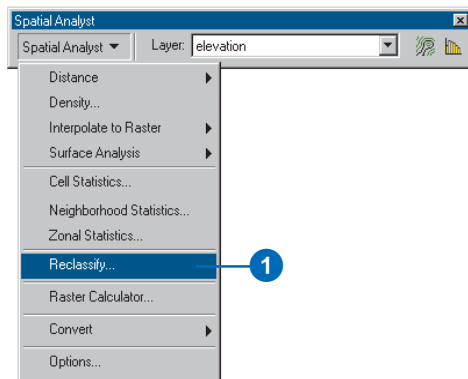 Spatial Analyst
Spatial Analyst Layer: elevation
Distance
Density...
Interpolate to Raster
Surface Analysis
Cell Statistics...
Neighborhood Statistics...
Zonal Statistics...
Reclassify... 1
Raster Calculator...
Convert
Options...